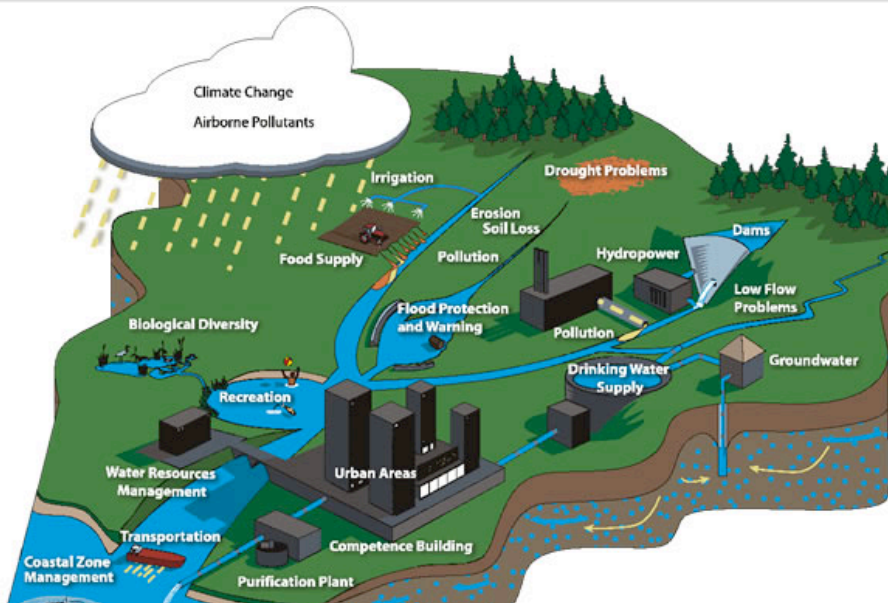 Climate Change
Airborne Pollutants
Irrigation
Drought Problems
Erosion
Soil Loss
Dams
Food Supply
Pollution
Hydropower
Low Flow
Problems
Flood Protection
and Warning
Biological Diversity
Pollution
Groundwater
Drinking Water
Supply
Recreation
Water Resources
Management
Urban Areas
Transportation
Competence Building
Coastal Zone
Management
Purification Plant